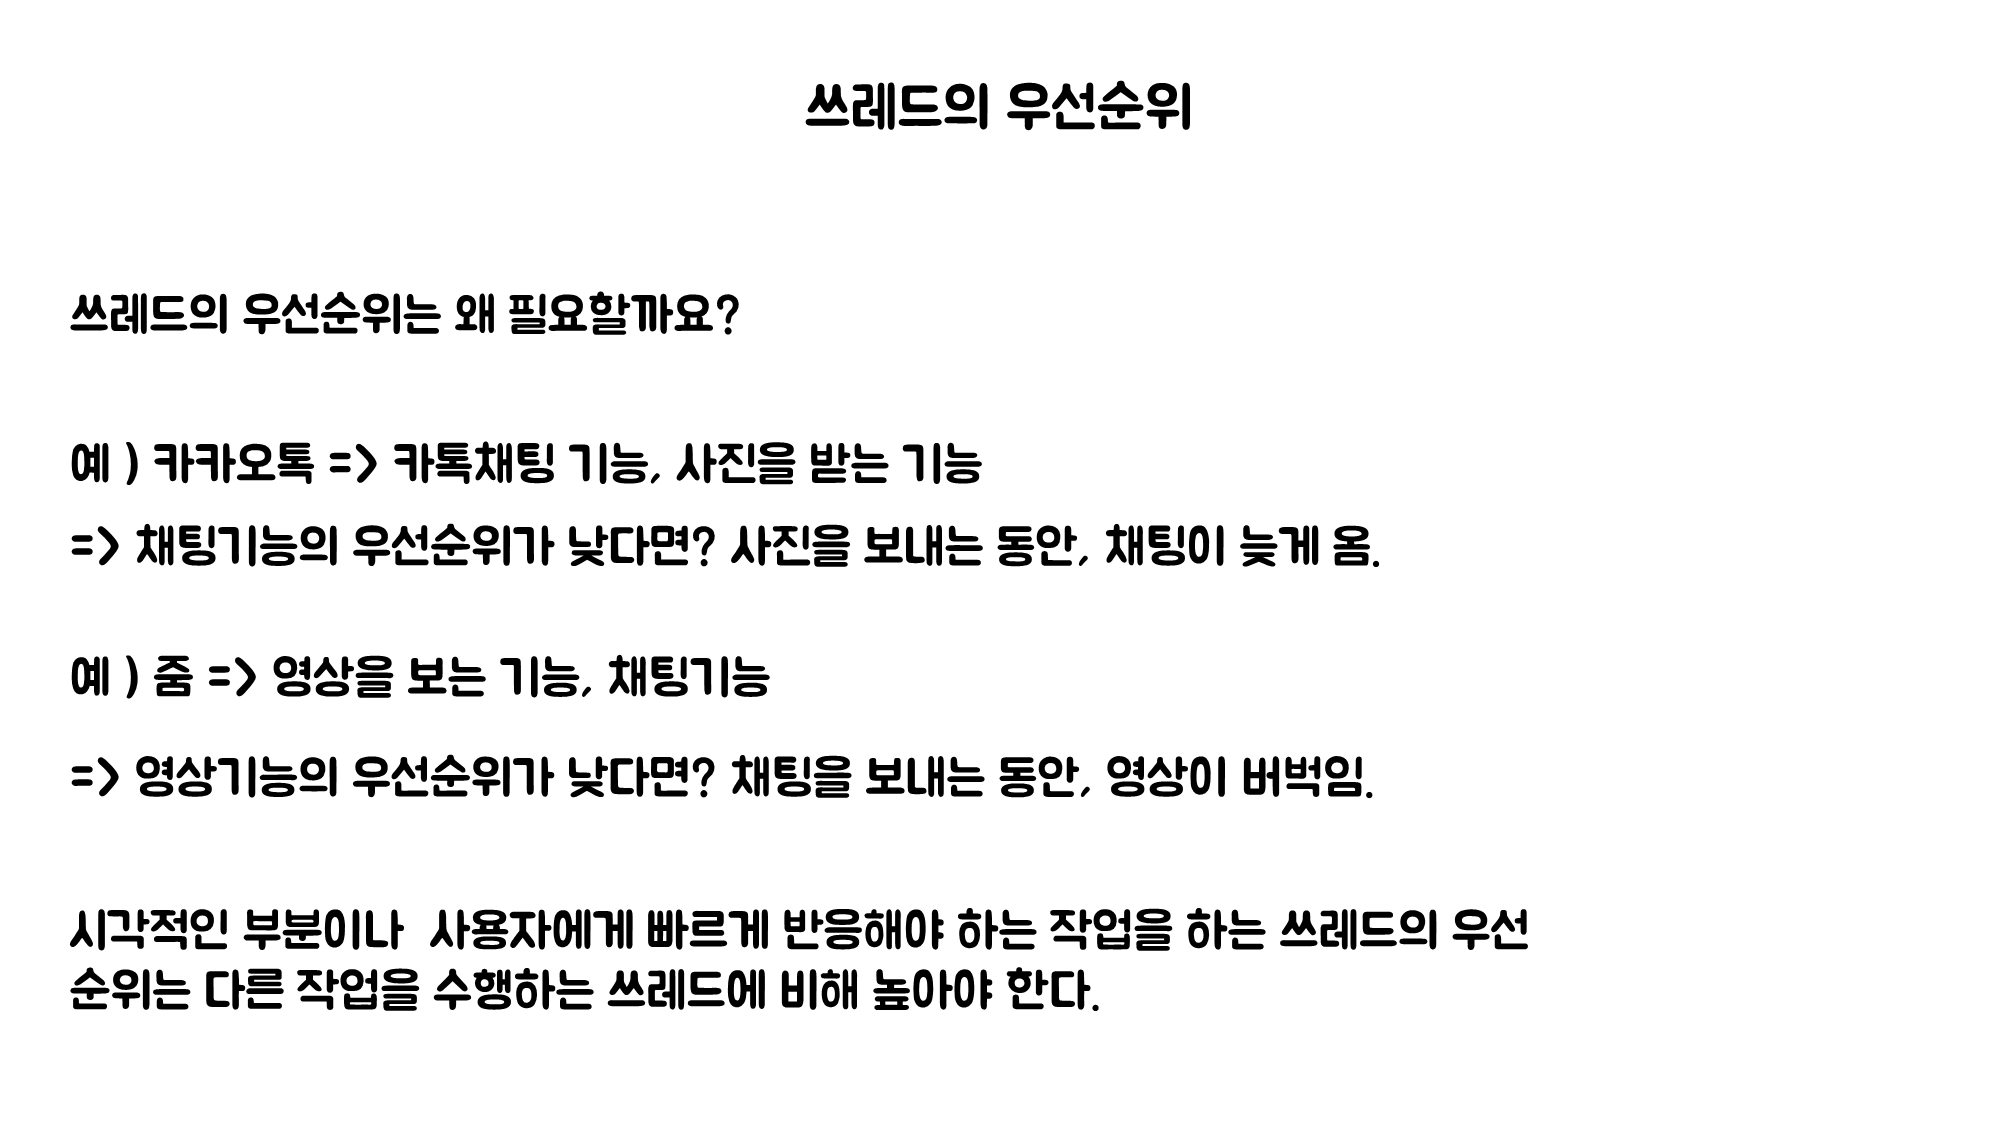 쓰레드의 우선순위
쓰레드의 우선순위는 왜 필요할까요?
예 ) 카카오톡 => 카톡채팅 기능, 사진을 받는 기능
=> 채팅기능의 우선순위가 낮다면? 사진을 보내는 동안, 채팅이 늦게 옴.
예 ) 줌 => 영상을 보는 기능, 채팅기능
=> 영상기능의 우선순위가 낮다면? 채팅을 보내는 동안, 영상이 버벅임.
시각적인 부분이나  사용자에게 빠르게 반응해야 하는 작업을 하는 쓰레드의 우선
순위는 다른 작업을 수행하는 쓰레드에 비해 높아야 한다.